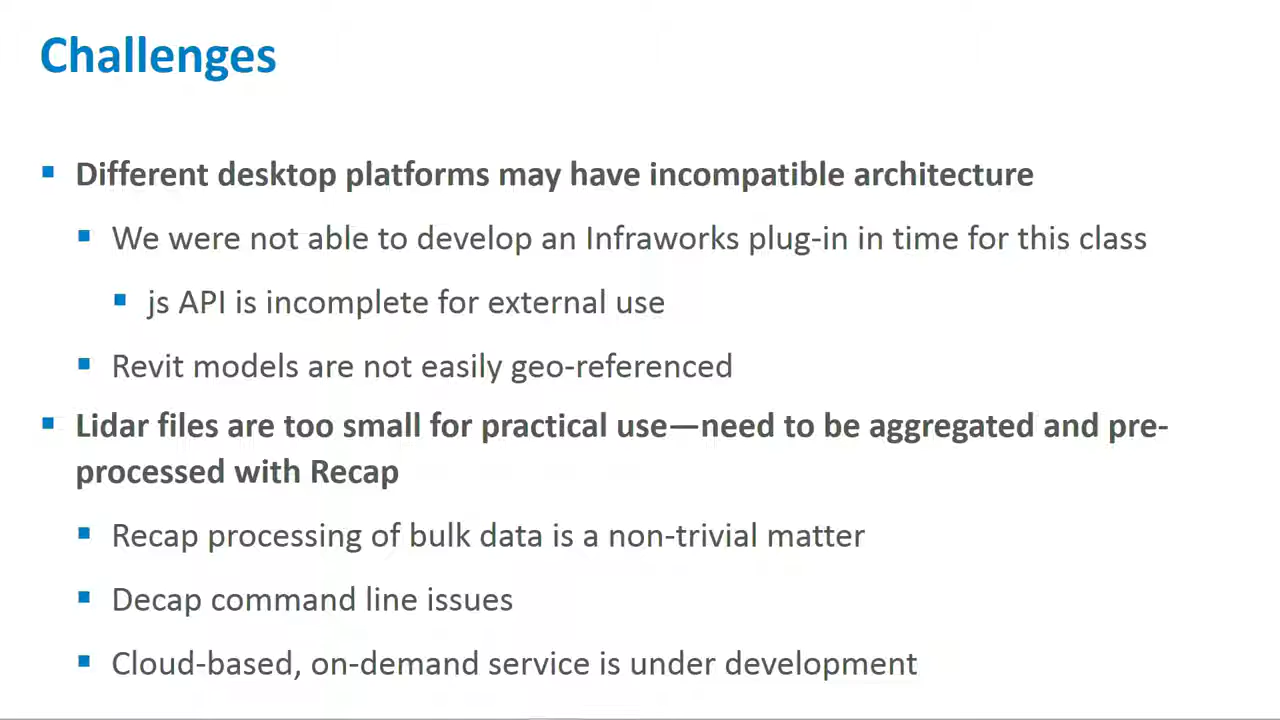 Challenges
Different desktop platforms may have incompatible architecture
We were not able to develop an Infraworks plug-in in time for this class
js API is incomplete for external use
Revit models are not easily geo-referenced
Lidar files are too small for practical use—need to be aggregated and pre-
processed with Recap
Recap processing of bulk data is a non-trivial matter
Decap command line issues
Cloud-based, on-demand service is under development